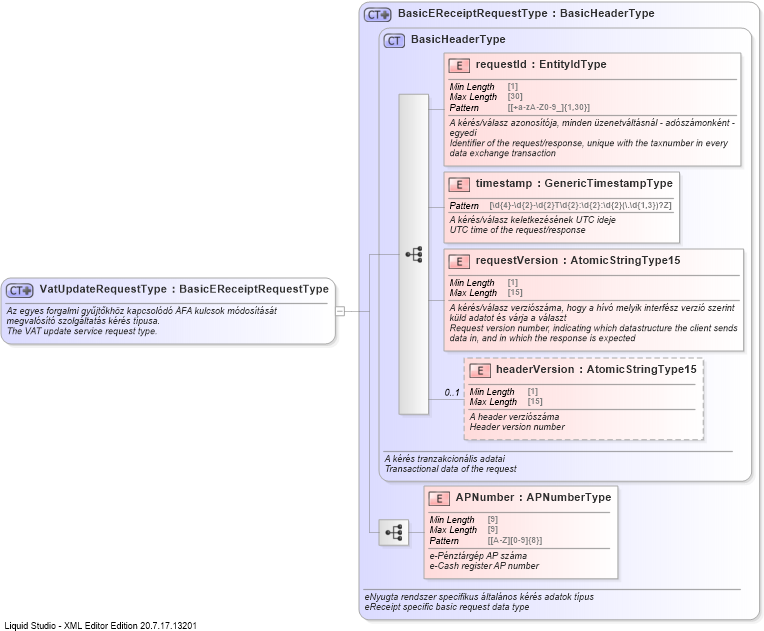 CT+ BasicEReceiptRequestType : BasicHeaderType
CT BasicHeaderType
E requestId : EntityIdType
Min Length [1]
Max Length [30]
Pattern [[+a-zA-Z0-9_]{1,30}]
A kérés/válasz azonosítója, minden üzenetváltásnál - adószámonként -
egyedi
Identifier of the request/response, unique with the taxnumber in every
data exchange transaction
E timestamp : GenericTimestampType
Pattern [\d{4}-\d{2}-\d{2}T\d{2}:\d{2}:\d{2}(\.\d{1,3})?Z]
A kérés/válasz keletkezésének UTC ideje
UTC time of the request/response
E requestVersion : AtomicStringType15
Min Length [1]
Max Length [15]
A kérés/válasz verziószáma, hogy a hívó melyik interfész verzió szerint
küld adatot és várja a választ
Request version number, indicating which datastructure the client sends
data in, and in which the response is expected
0..1
E headerVersion : AtomicStringType15
Min Length [1]
Max Length [15]
A header verziószáma
Header version number
A kérés tranzakcionális adatai
Transactional data of the request
CT+ VatUpdateRequestType : BasicEReceiptRequestType
Az egyes forgalmi gyűjtőkhöz kapcsolódó ÁFA kulcsok módosítását
megvalósító szolgáltatás kérés típusa.
The VAT update service request type.
E APNumber : APNumberType
Min Length [9]
Max Length [9]
Pattern [[A-Z][0-9]{8}]
e-Pénztárgép AP száma
e-Cash register AP number
eNyugta rendszer specifikus általános kérés adatok típus
eReceipt specific basic request data type
Liquid Studio - XML Editor Edition 20.7.17.13201